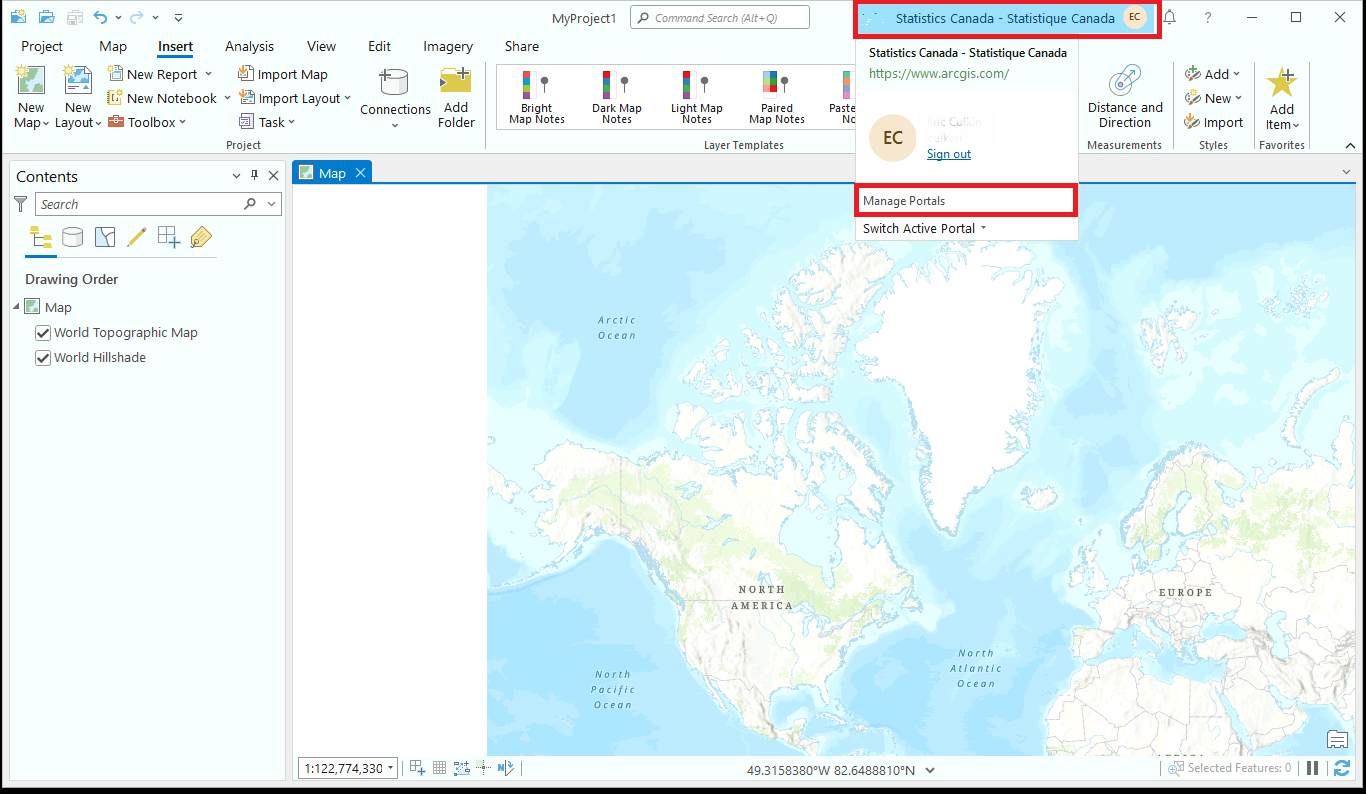 MyProject1
Command Search (Alt+Q)
Statistics Canada - Statistique Canada
EC
?
Project
Map
Insert
Analysis
View
Edit
Imagery
Share
New Map
New Layout
New Report
New Notebook
Toolbox
Import Map
Import Layout
Task
Connections
Add Folder
Project
Bright Map Notes
Dark Map Notes
Light Map Notes
Paired Map Notes
Paste Notes
Layer Templates
Statistics Canada - Statistique Canada
https://www.arcgis.com/
EC
Eric Culkin
Sign out
Manage Portals
Switch Active Portal
Distance and Direction
Measurements
Add
New
Import
Styles
Add Item
Favorites
Contents
Search
Drawing Order
Map
World Topographic Map
World Hillshade
Map
Arctic
Ocean
NORTH
AMERICA
EUROPE
North
Atlantic
Ocean
North
Pacific
Ocean
1:122,774,330
49.3158380°W 82.6488810°N
Selected Features: 0